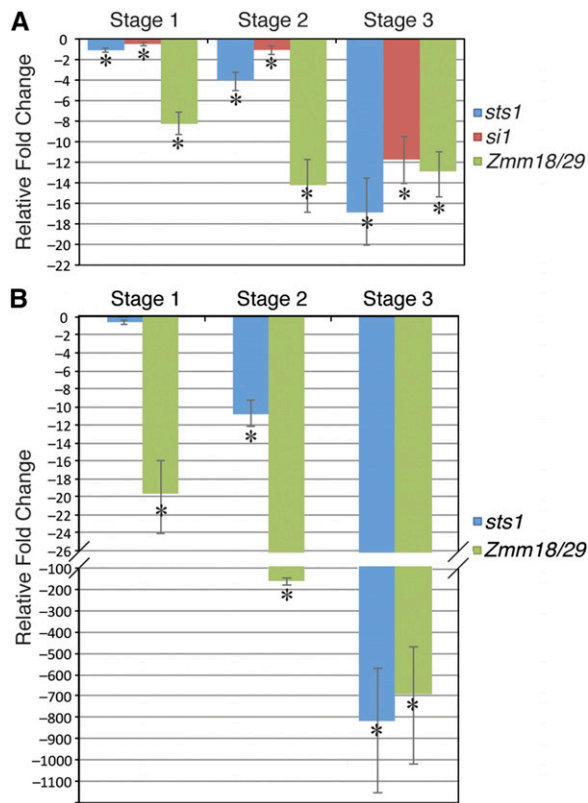 A
Stage 1 Stage 2 Stage 3
0
−2
−4
−6
−8
−10
−12
−14
−16
−18
−20
−22
Relative Fold Change
* * * * * * * * *
sts1
si1
Zmm18/29
B
Stage 1 Stage 2 Stage 3
0
−2
−4
−6
−8
−10
−12
−14
−16
−18
−20
−22
−24
−26
−100
−200
−300
−400
−500
−600
−700
−800
−900
−1000
−1100
Relative Fold Change
* * * * *
sts1
Zmm18/29